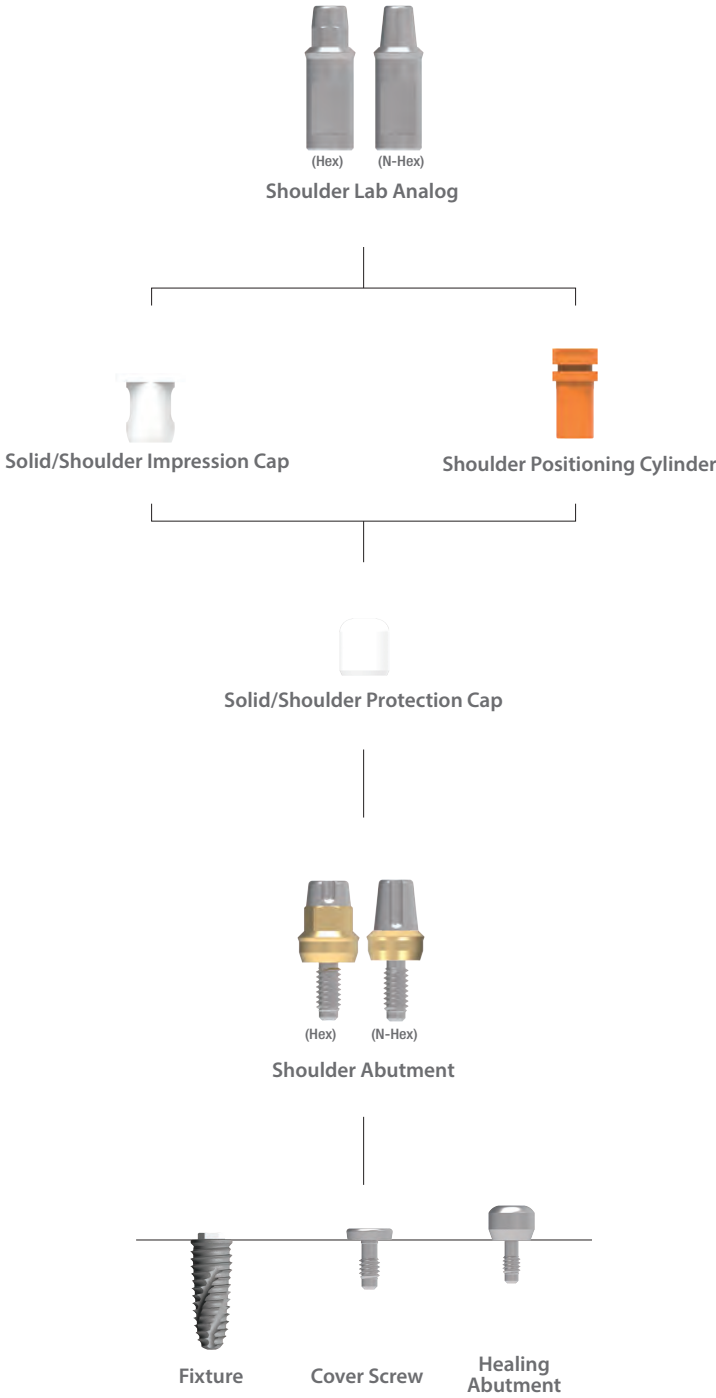 (Hex) (N-Hex)
Shoulder Lab Analog
Solid/Shoulder Impression Cap
Shoulder Positioning Cylinder
Solid/Shoulder Protection Cap
(Hex) (N-Hex)
Shoulder Abutment
Fixture
Cover Screw
Healing
Abutment